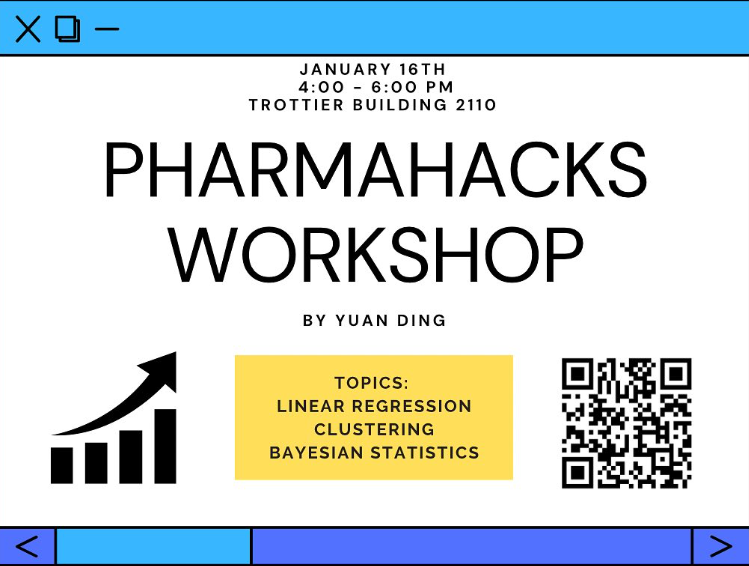 JANUARY 16TH
4:00 - 6:00 PM
TROTTIER BUILDING 2110
PHARMAHACKS
WORKSHOP
BY YUAN DING
TOPICS:
LINEAR REGRESSION
CLUSTERING
BAYESIAN STATISTICS